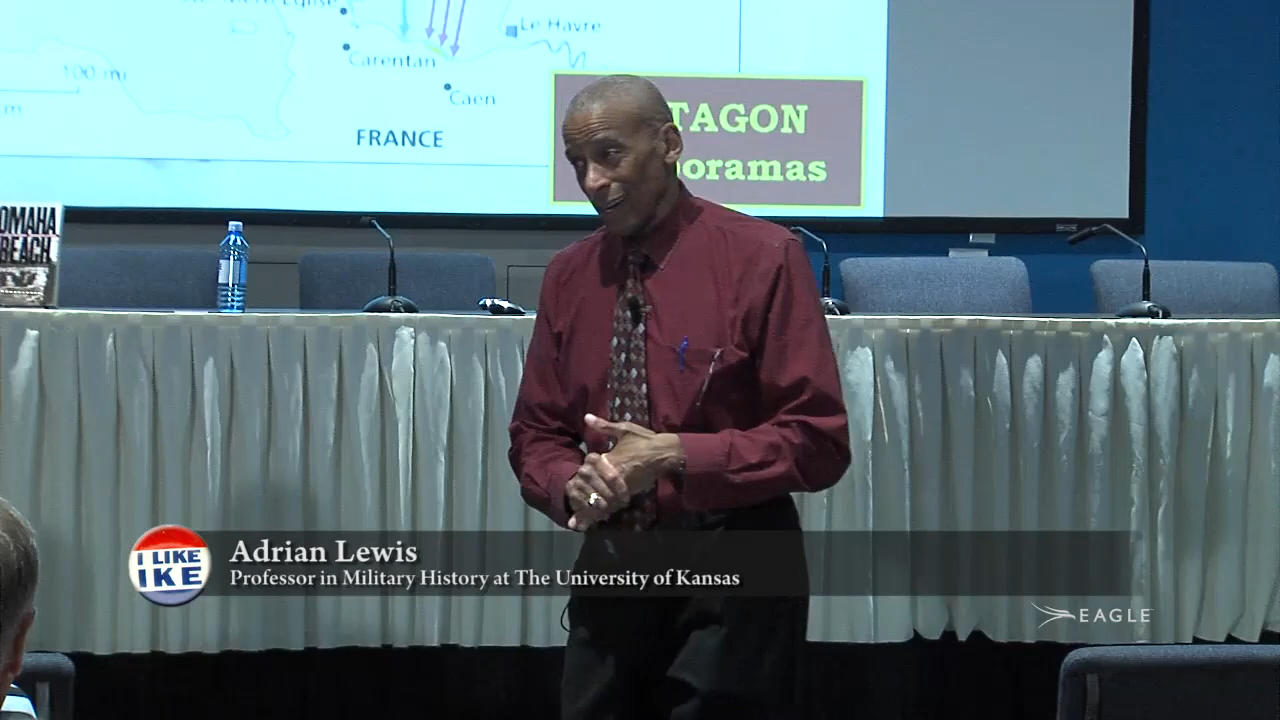 Le Havre
Carentan
100 mi
Caen
m
FRANCE
TAGON
oramas
OMAHA
BEACH
I LIKE
IKE
Adrian Lewis
Professor in Military History at The University of Kansas
EAGLE